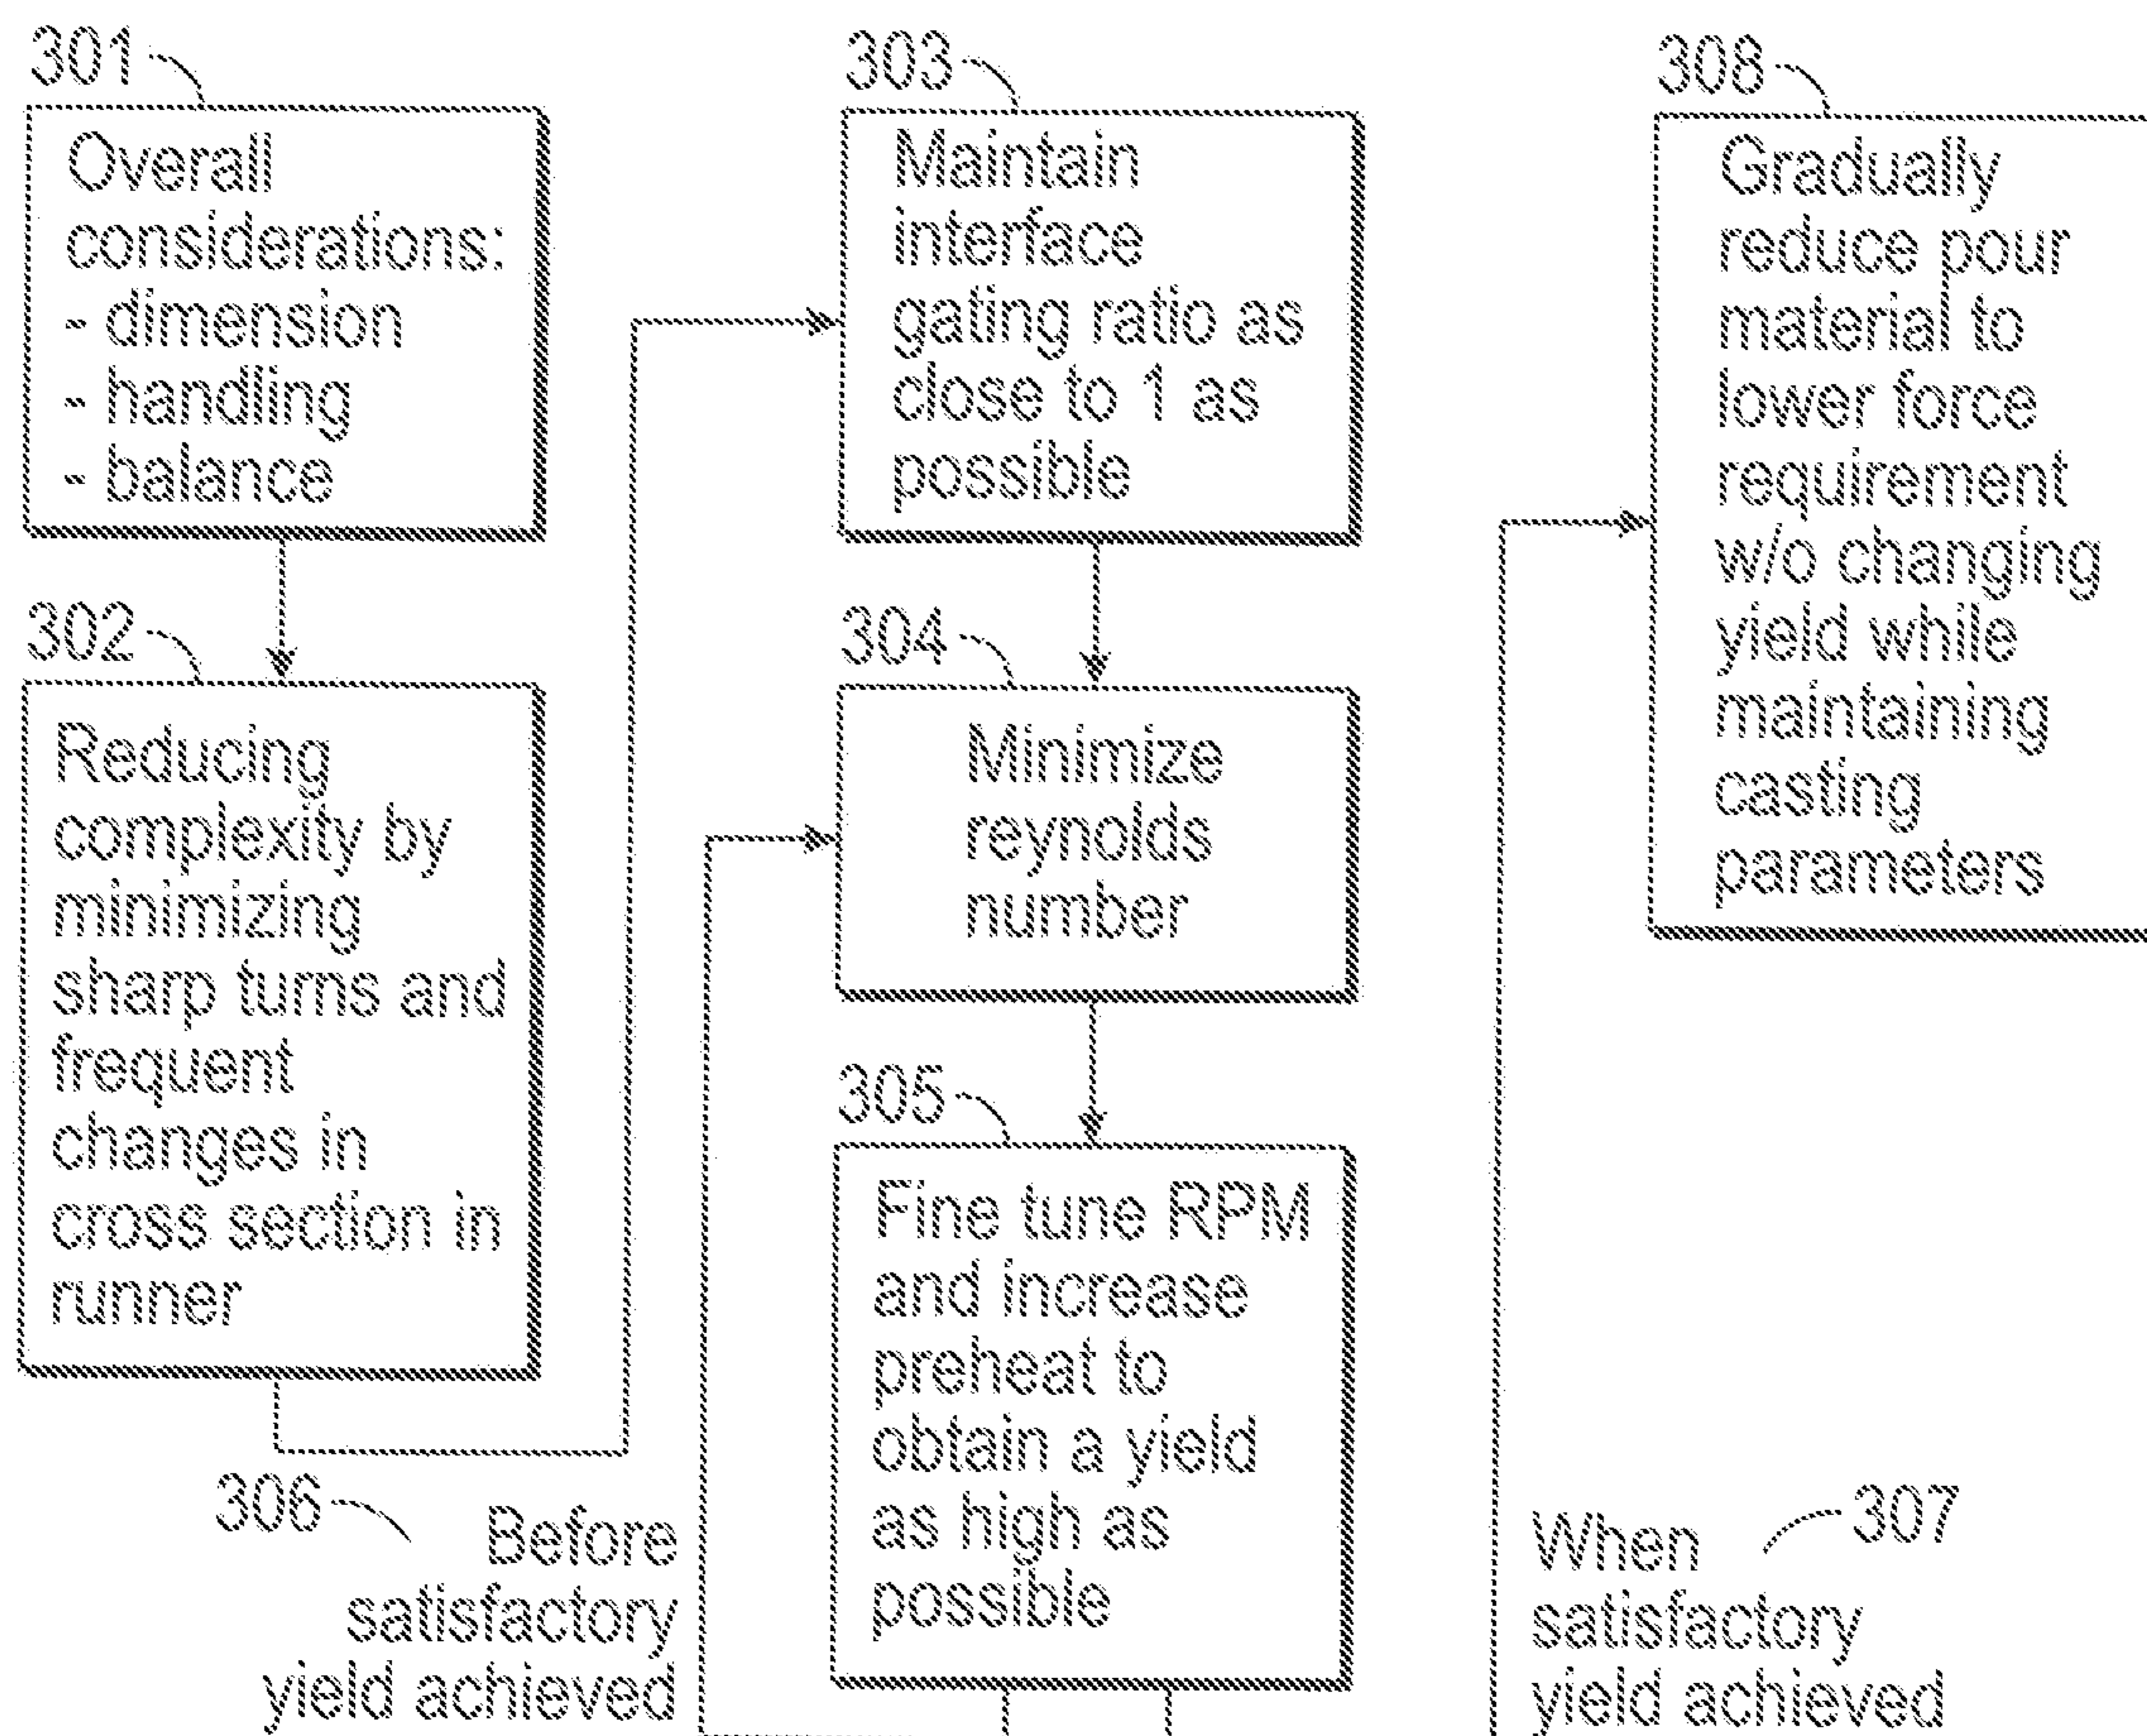 301
Overall
considerations:
- dimension
- handling
- balance
302
Reducing
complexity by
minimizing
sharp turns and
frequent
changes in
cross section in
runner
303
Maintain
interface
gating ratio as
close to 1 as
possible
304
Minimize
reynolds
number
305
Fine tune RPM
and increase
preheat to
obtain a yield
as high as
possible
306
Before
satisfactory
yield achieved
307
When
satisfactory
yield achieved
308
Gradually
reduce pour
material to
lower force
requirement
w/o changing
yield while
maintaining
casting
parameters